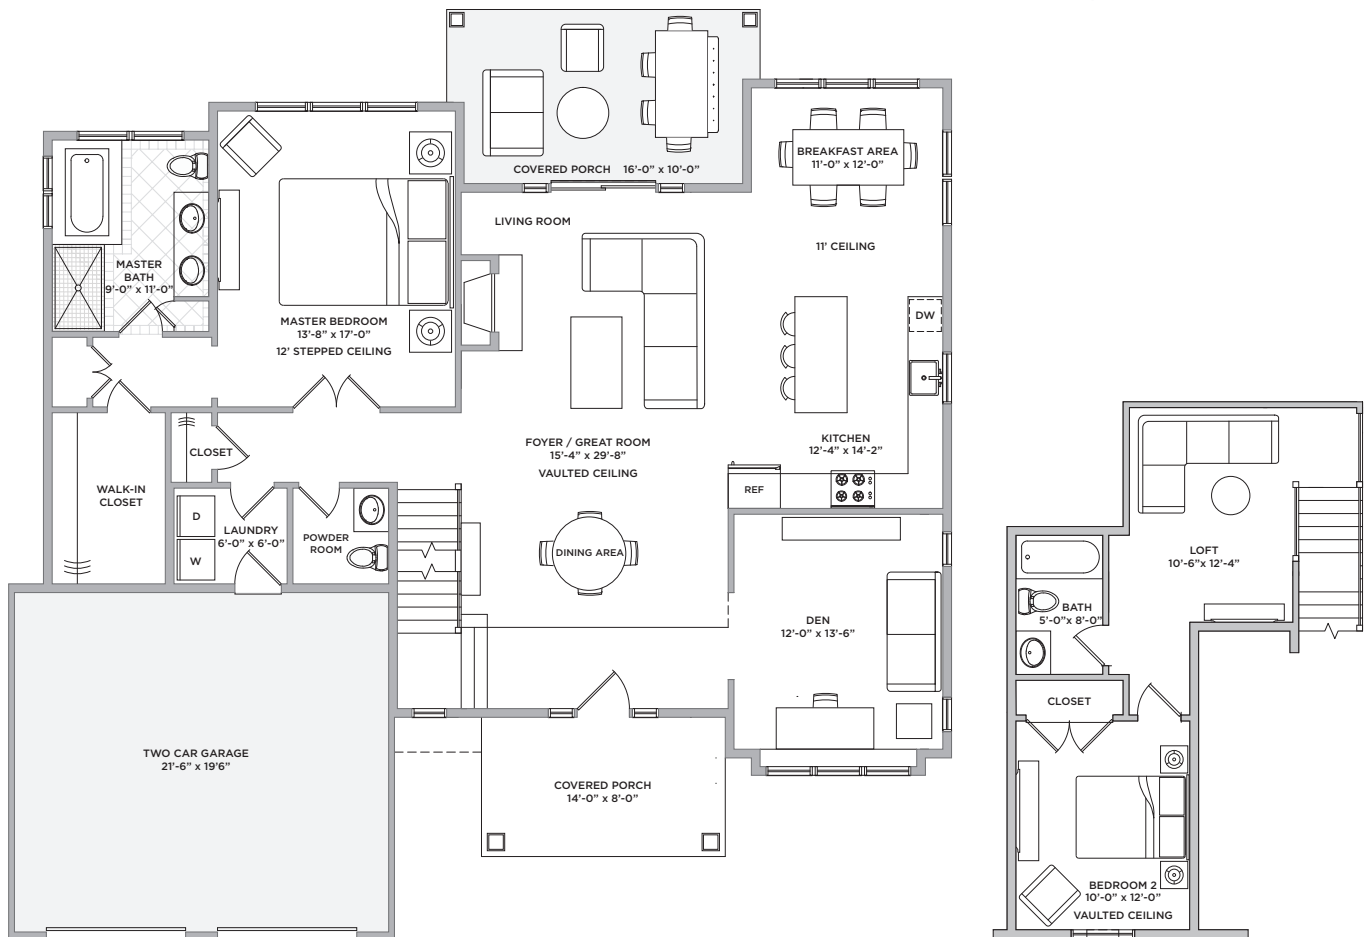 COVERED PORCH 16'-0" x 10'-0"
BREAKFAST AREA
11'-0" x 12'-0"
LIVING ROOM
11' CEILING
MASTER
BATH
9'-0" x 11'-0"
MASTER BEDROOM
13'-8" x 17'-0"
12' STEPPED CEILING
DW
FOYER / GREAT ROOM
15'-4" x 29'-8"
VAULTED CEILING
KITCHEN
12'-4" x 14'-2"
REF
CLOSET
WALK-IN
CLOSET
D
LAUNDRY
6'-0" x 6'-0"
W
POWDER
ROOM
DINING AREA
DEN
12'-0" x 13'-6"
TWO CAR GARAGE
21'-6" x 19'6"
COVERED PORCH
14'-0" x 8'-0"
LOFT
10'-6"x 12'-4"
BATH
5'-0"x 8'-0"
CLOSET
BEDROOM 2
10'-0" x 12'-0"
VAULTED CEILING